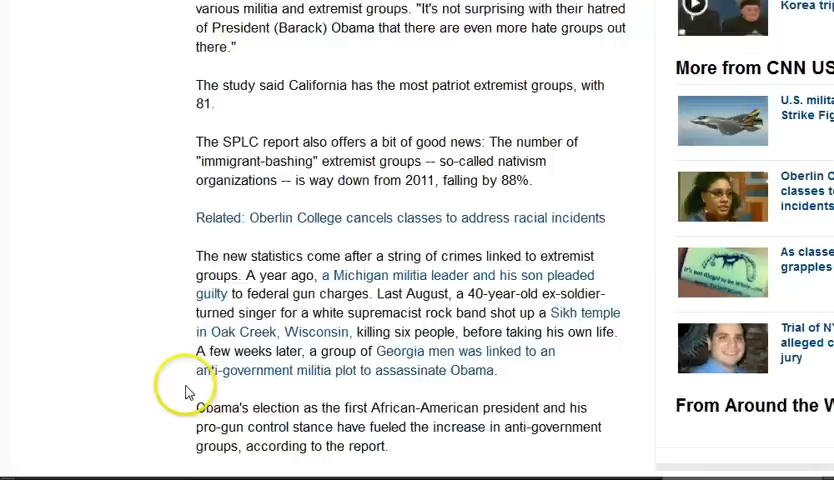 various militia and extremist groups. "It's not surprising with their hatred
of President (Barack) Obama that there are even more hate groups out
there."
The study said California has the most patriot extremist groups, with
81.
The SPLC report also offers a bit of good news: The number of
"immigrant-bashing" extremist groups -- so-called nativism
organizations -- is way down from 2011, falling by 88%.
Related: Oberlin College cancels classes to address racial incidents
The new statistics come after a string of crimes linked to extremist
groups. A year ago, a Michigan militia leader and his son pleaded
guilty to federal gun charges. Last August, a 40-year-old ex-soldier-
turned singer for a white supremacist rock band shot up a Sikh temple
in Oak Creek, Wisconsin, killing six people, before taking his own life.
A few weeks later, a group of Georgia men was linked to an
anti-government militia plot to assassinate Obama.
Obama's election as the first African-American president and his
pro-gun control stance have fueled the increase in anti-government
groups, according to the report.
Korea trip
More from CNN US
U.S. milita
Strike Fig
Oberlin C
classes to
incidents
As classe
grapples
Trial of NY
alleged c
jury
From Around the W